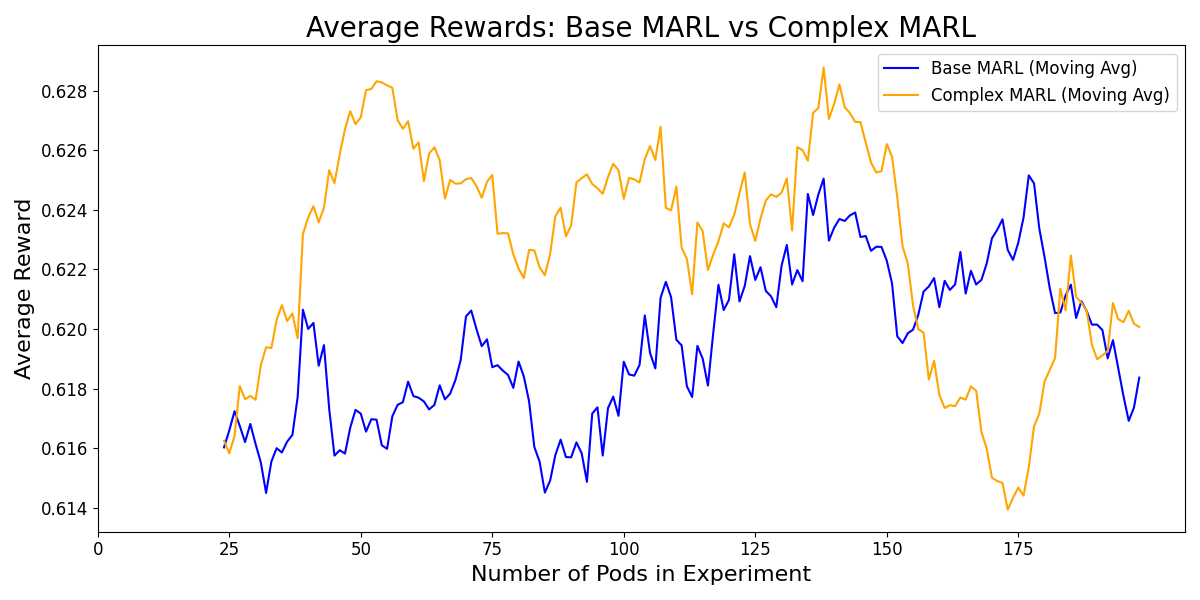 Average Rewards: Base MARL vs Complex MARL
Base MARL (Moving Avg)
Complex MARL (Moving Avg)
Average Reward
0.628
0.626
0.624
0.622
0.620
0.618
0.616
0.614
0 25 50 75 100 125 150 175
Number of Pods in Experiment